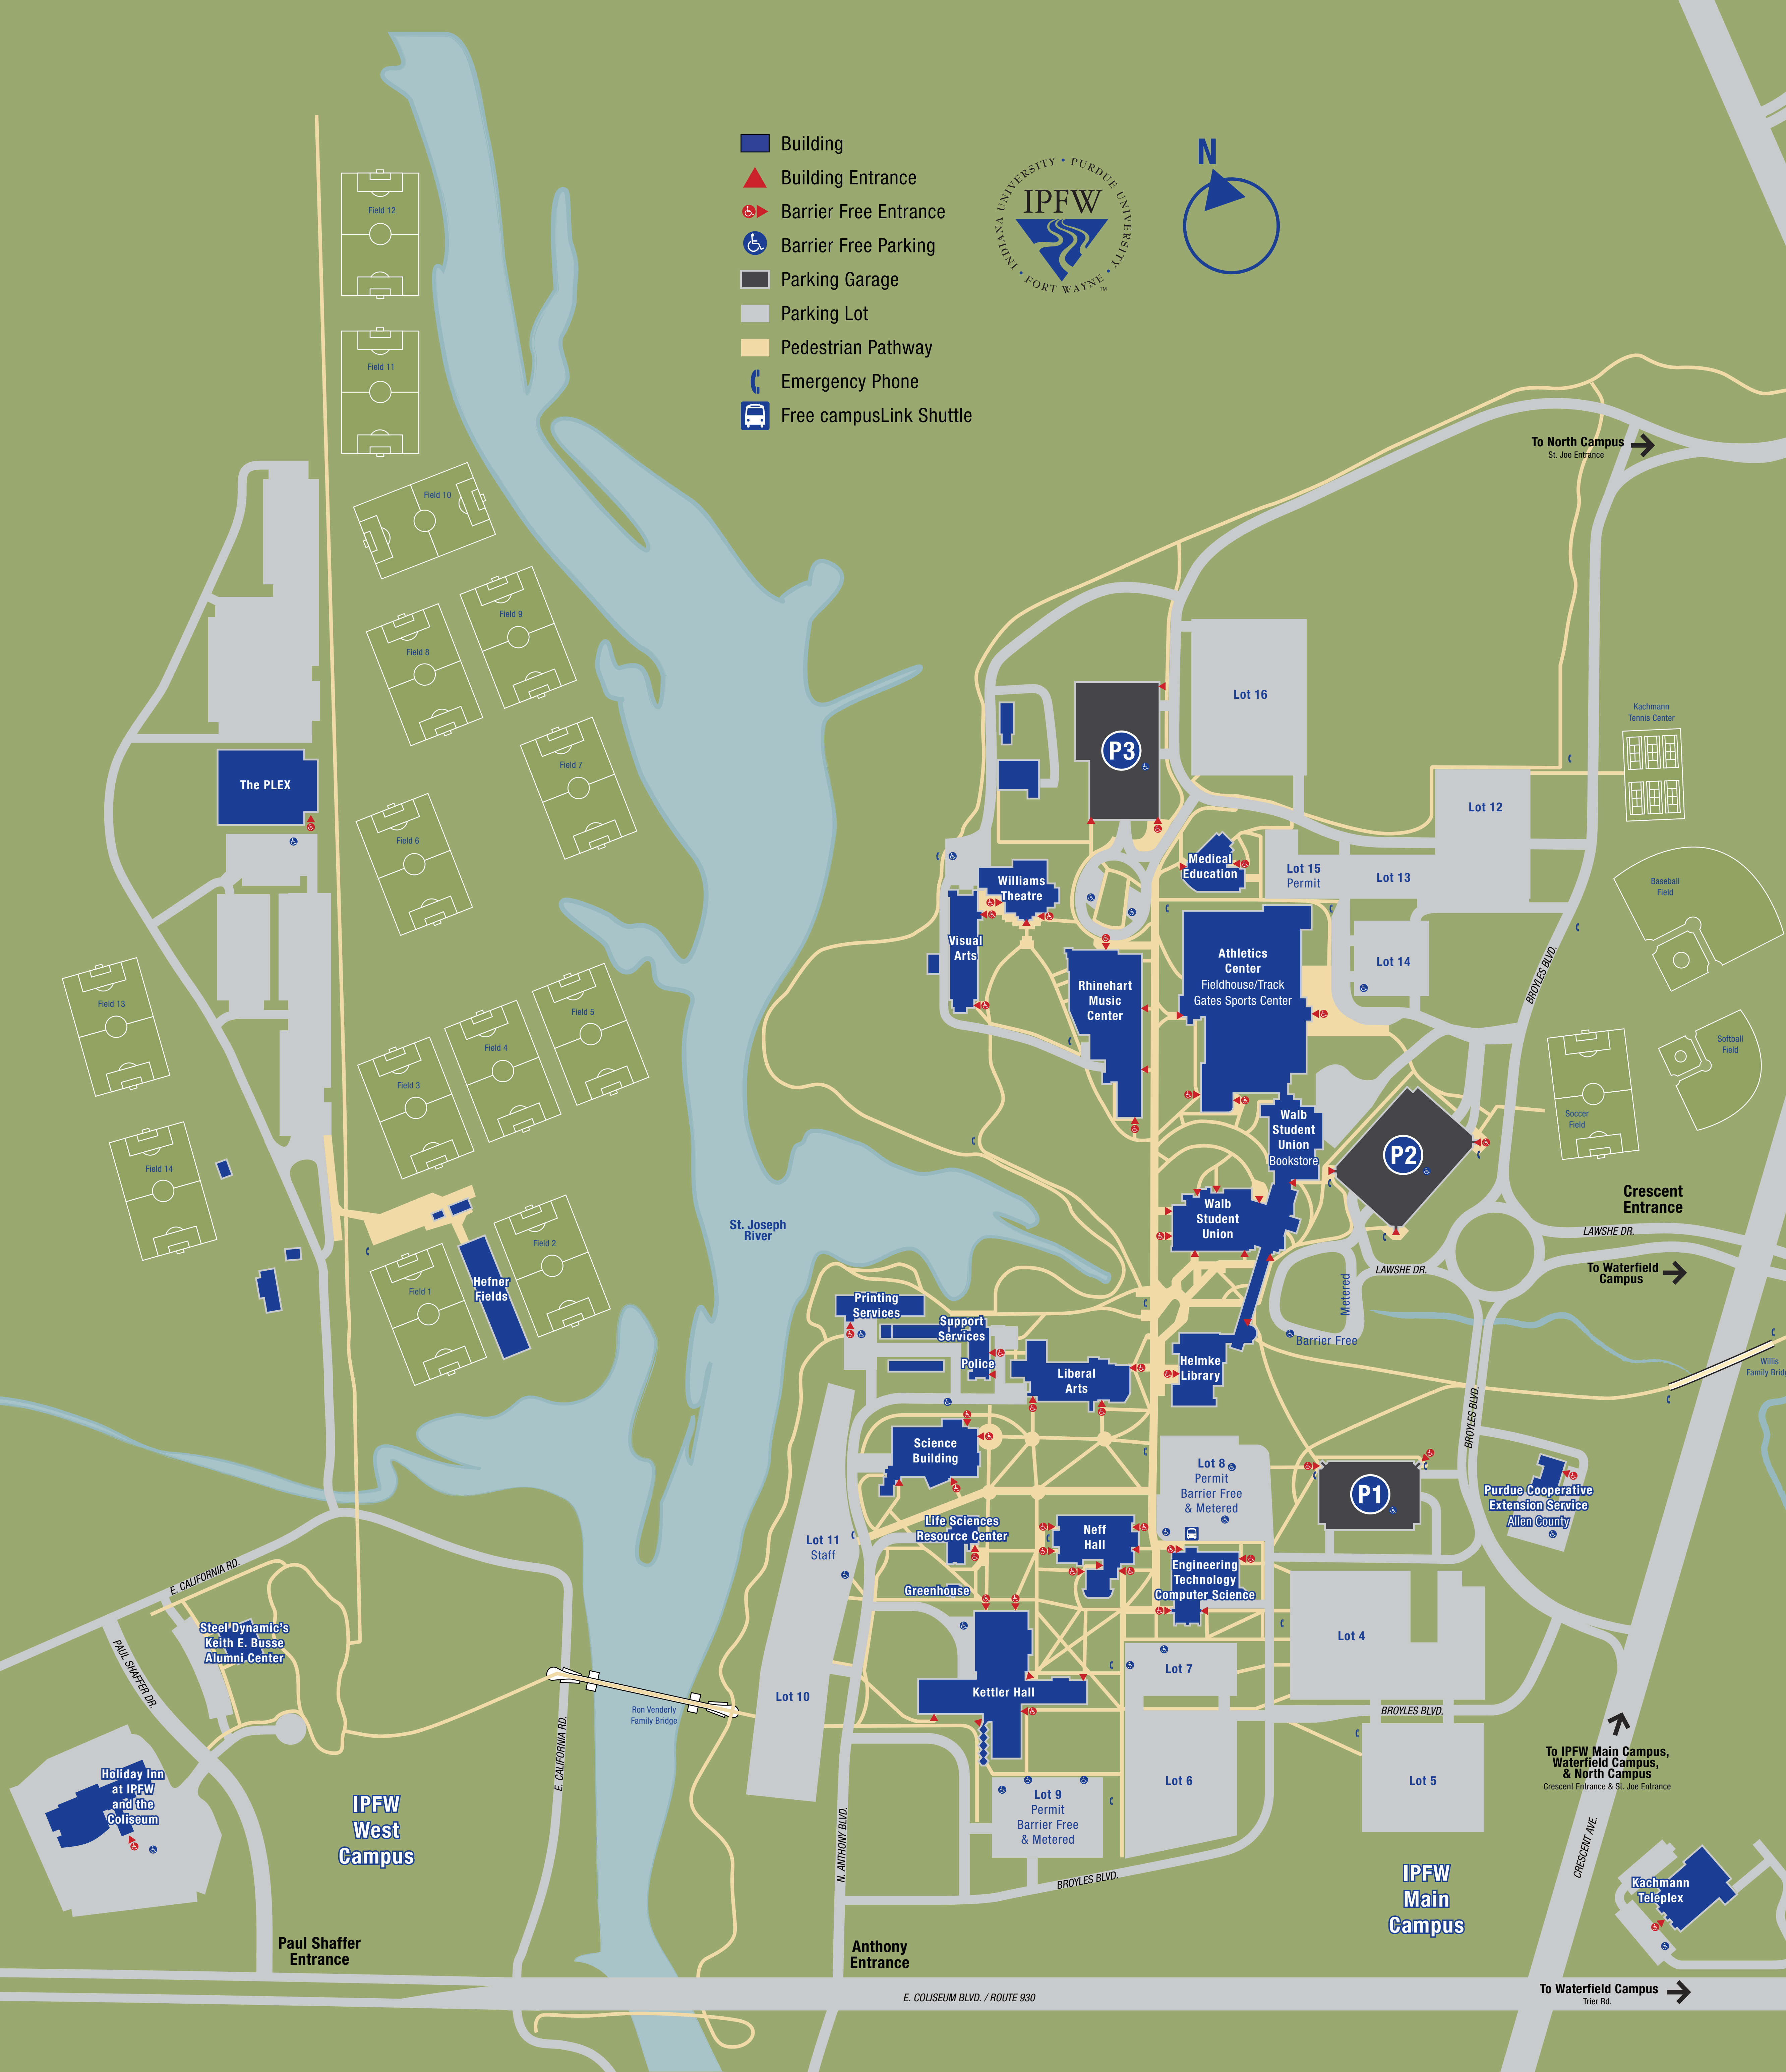 Building
Building Entrance
Barrier Free Entrance
Barrier Free Parking
Parking Garage
Parking Lot
Pedestrian Pathway
Emergency Phone
Free campusLink Shuttle
INDIANA UNIVERSITY • PURDUE UNIVERSITY • FORT WAYNE
IPFW
TM
N
Field 12
Field 11
Field 10
Field 9
Field 8
Field 7
Field 6
Field 5
Field 4
Field 3
Field 13
Field 14
Field 2
Field 1
The PLEX
Hefner
Fields
To North Campus
St. Joe Entrance
Lot 16
P3
Kachmann
Tennis Center
Lot 12
Medical
Education
Lot 15
Permit
Lot 13
Baseball
Field
Williams
Theatre
Visual
Arts
Athletics
Center
Fieldhouse/Track
Gates Sports Center
Lot 14
BROYLES BLVD.
Rhinehart
Music
Center
Softball
Field
Soccer
Field
Walb
Student
Union
Bookstore
P2
Crescent
Entrance
St. Joseph
River
Walb
Student
Union
LAWSHE DR.
LAWSHE DR.
To Waterfield
Campus
Metered
Barrier Free
Printing
Services
Support
Services
Police
Liberal
Arts
Helmke
Library
Willis
Family Bridge
BROYLES BLVD.
Science
Building
Lot 8
Permit
Barrier Free
& Metered
P1
Purdue Cooperative
Extension Service
Allen County
Lot 11
Staff
Life Sciences
Resource Center
Neff
Hall
Engineering
Technology
Computer Science
Greenhouse
E. CALIFORNIA RD.
Steel Dynamic's
Keith E. Busse
Alumni Center
PAUL SHAFFER DR.
Lot 4
Lot 7
Kettler Hall
Lot 10
Ron Venderly
Family Bridge
BROYLES BLVD.
E. CALIFORNIA RD.
To IPFW Main Campus,
Waterfield Campus,
& North Campus
Crescent Entrance & St. Joe Entrance
Lot 6
Lot 5
Lot 9
Permit
Barrier Free
& Metered
Holiday Inn
at IPFW
and the
Coliseum
IPFW
West
Campus
N. ANTHONY BLVD.
BROYLES BLVD.
CRESCENT AVE.
IPFW
Main
Campus
Kachmann
Teleplex
Paul Shaffer
Entrance
Anthony
Entrance
E. COLISEUM BLVD. / ROUTE 930
To Waterfield Campus
Trier Rd.